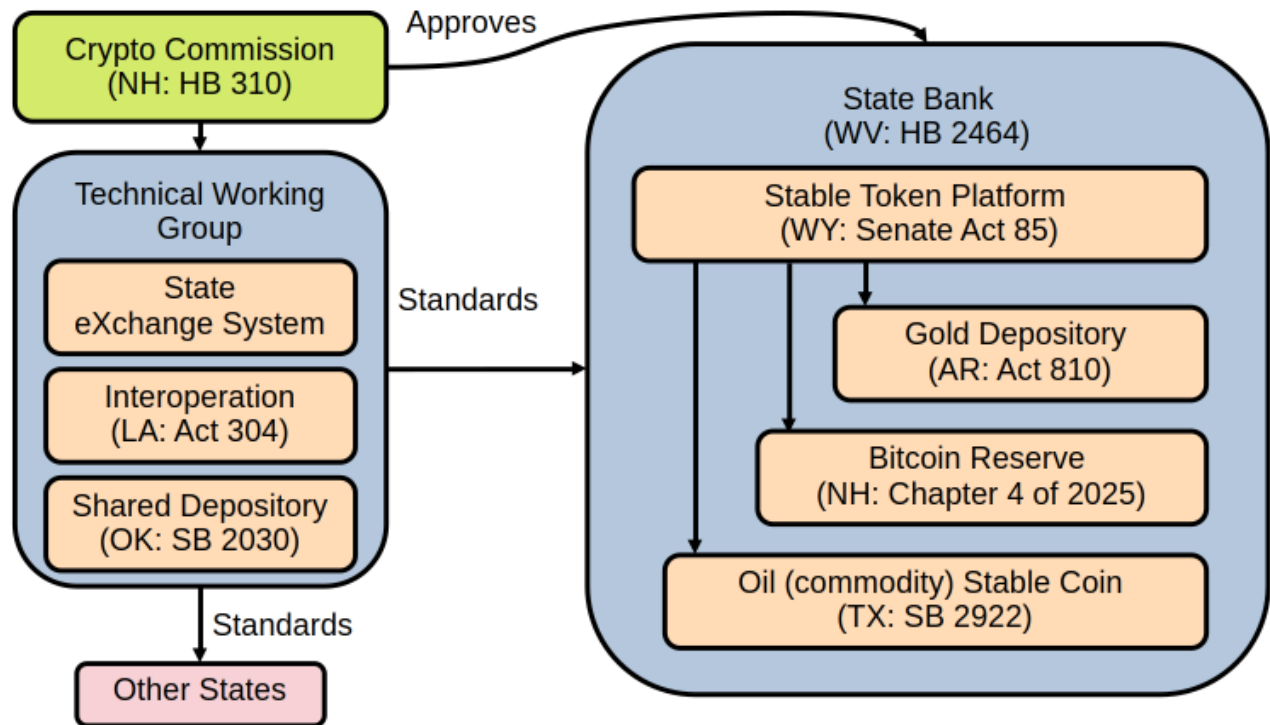 Crypto Commission
(NH: HB 310)
Approves
State Bank
(WV: HB 2464)
Technical Working
Group
State
eXchange System
Interoperation
(LA: Act 304)
Shared Depository
(OK: SB 2030)
Standards
Stable Token Platform
(WY: Senate Act 85)
Gold Depository
(AR: Act 810)
Bitcoin Reserve
(NH: Chapter 4 of 2025)
Oil (commodity) Stable Coin
(TX: SB 2922)
Standards
Other States